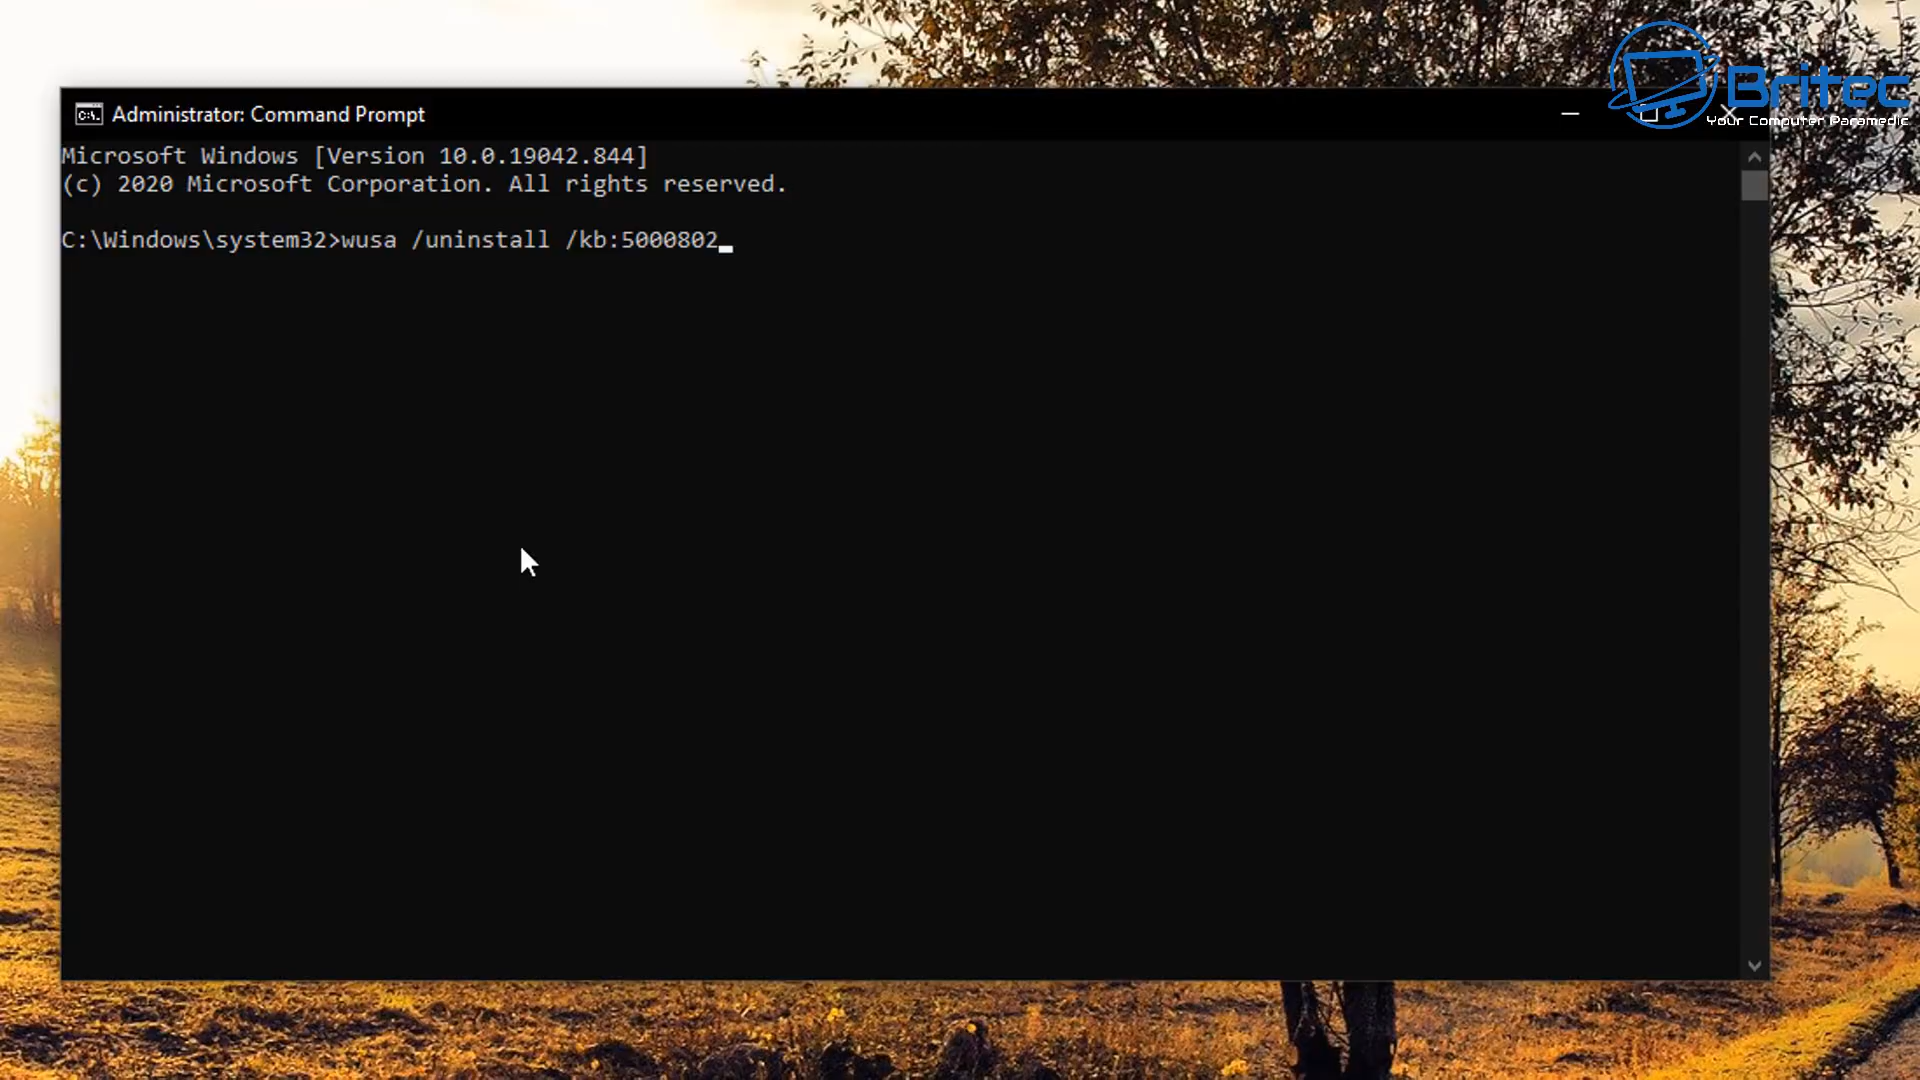 Britec
Your Computer Paramedic
Administrator: Command Prompt
Microsoft Windows [Version 10.0.19042.844]
(c) 2020 Microsoft Corporation. All rights reserved.
C:\Windows\system32>wusa /uninstall /kb:5000802_